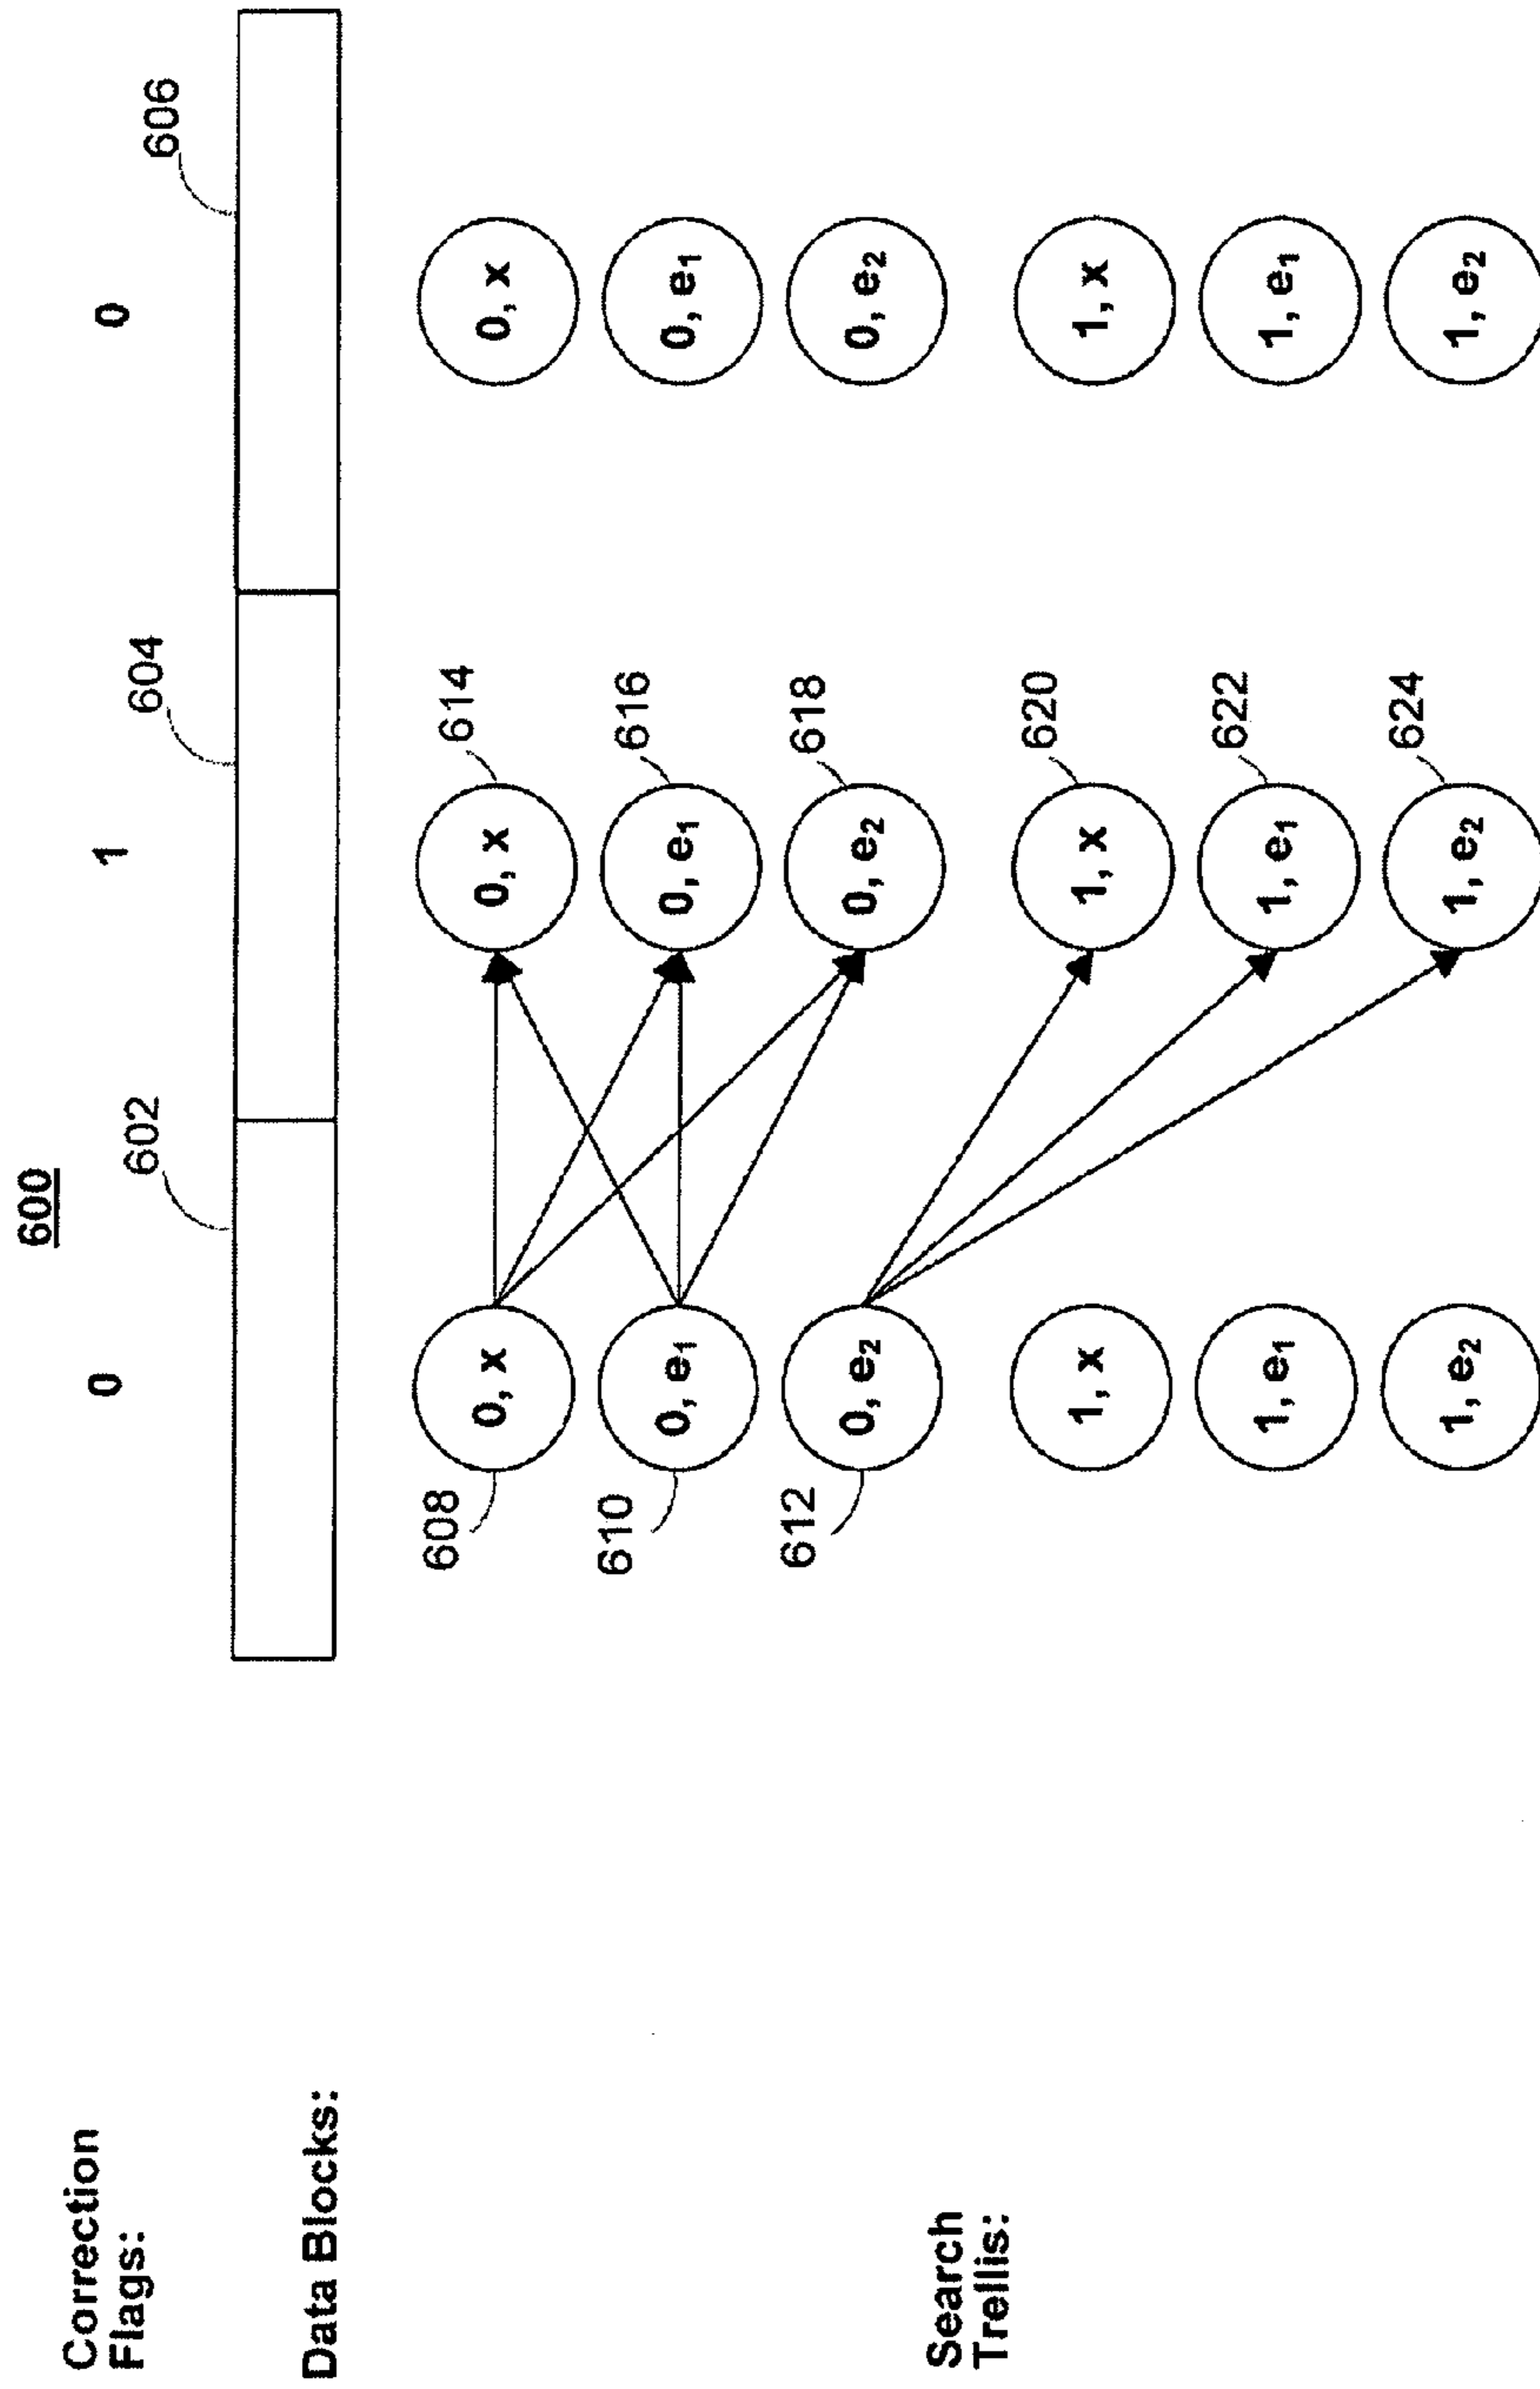 600
Correction
Flags:
0
1
0
Data Blocks:
602
604
606
Search
Trellis:
608
0, x
614
0, x
0, x
610
0, e1
616
0, e1
0, e1
612
0, e2
618
0, e2
0, e2
1, x
620
1, x
1, x
1, e1
622
1, e1
1, e1
1, e2
624
1, e2
1, e2